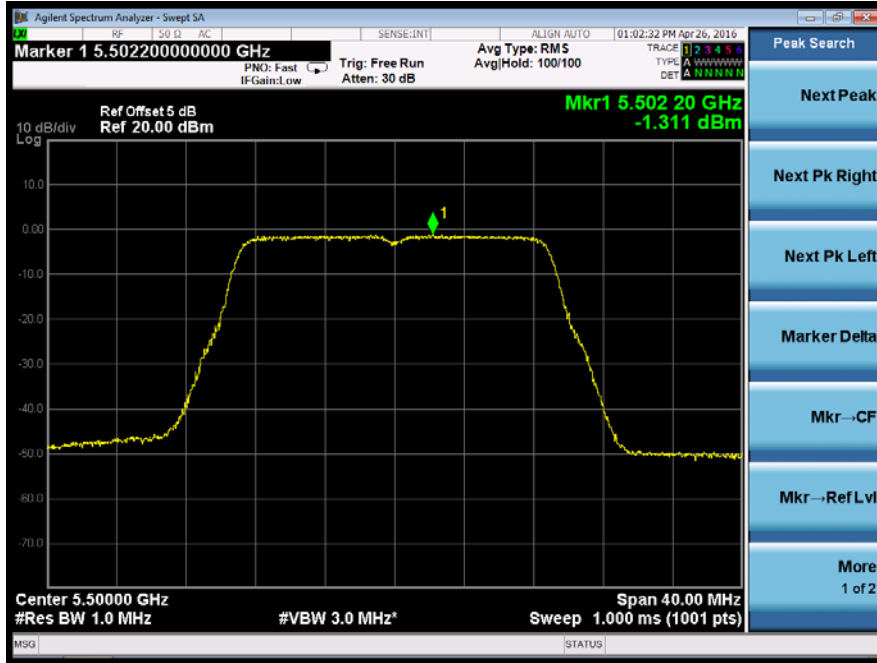 Agilent Spectrum Analyzer - Swept SA
LXI RF 50 Ω AC SENSE:INT ALIGN AUTO 01:02:32 PM Apr 26, 2016
Marker 1 5.502200000000 GHz
PNO: Fast
IFGain:Low
Trig: Free Run
Atten: 30 dB
Avg Type: RMS
Avg|Hold: 100/100
TRACE 1 2 3 4 5 6
TYPE A WWWWW
DET A N N N N N
Peak Search
Mkr1 5.502 20 GHz
-1.311 dBm
Ref Offset 5 dB
10 dB/div Ref 20.00 dBm
Log
10.0
0.00
-10.0
-20.0
-30.0
-40.0
-50.0
-60.0
-70.0
1
Center 5.50000 GHz Span 40.00 MHz
#Res BW 1.0 MHz #VBW 3.0 MHz* Sweep 1.000 ms (1001 pts)
MSG STATUS
Next Peak
Next Pk Right
Next Pk Left
Marker Delta
Mkr→CF
Mkr→Ref Lvl
More
1 of 2